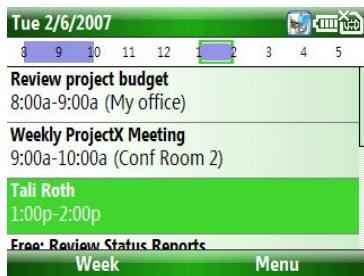 Tue 2/6/2007
8 9 10 11 12 1 2 3 4 5
Review project budget
8:00a-9:00a (My office)
Weekly ProjectX Meeting
9:00a-10:00a (Conf Room 2)
Tali Roth
1:00p-2:00p
Free: Review Status Reports
Week Menu